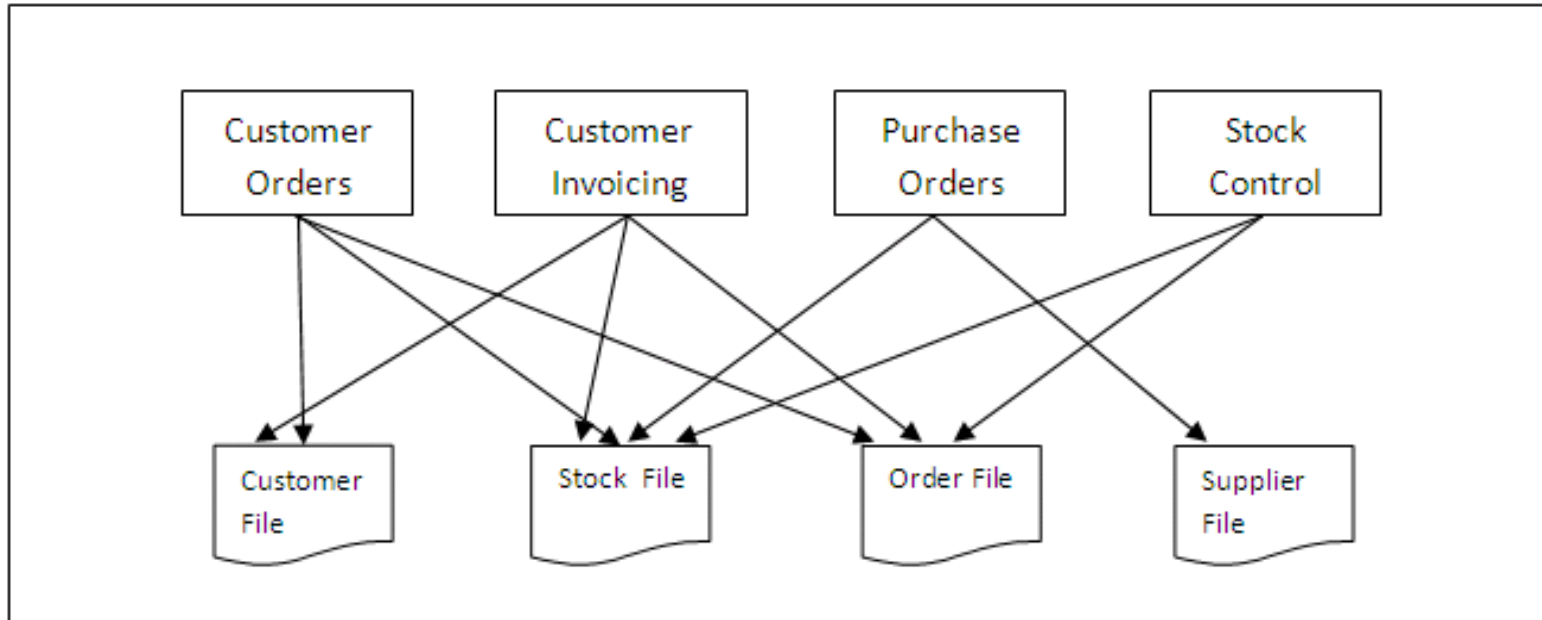 Customer
Orders
Customer
Invoicing
Purchase
Orders
Stock
Control
Customer
File
Stock File
Order File
Supplier
File